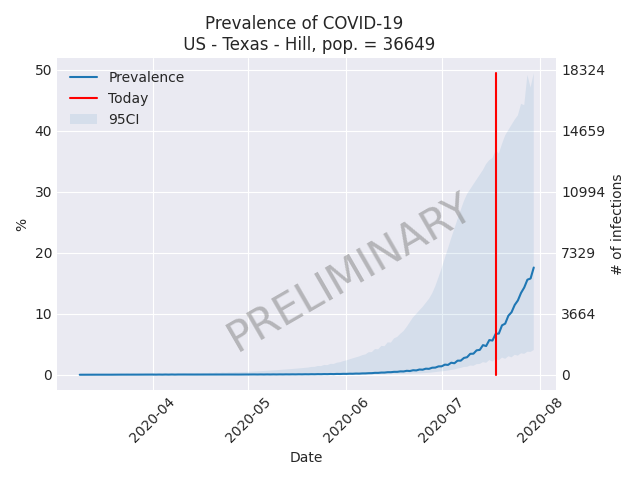 Prevalence of COVID-19
US - Texas - Hill, pop. = 36649
Prevalence
Today
95CI
50
40
30
20
10
0
%
18324
14659
10994
7329
3664
0
# of infections
PRELIMINARY
2020-04
2020-05
2020-06
2020-07
2020-08
Date